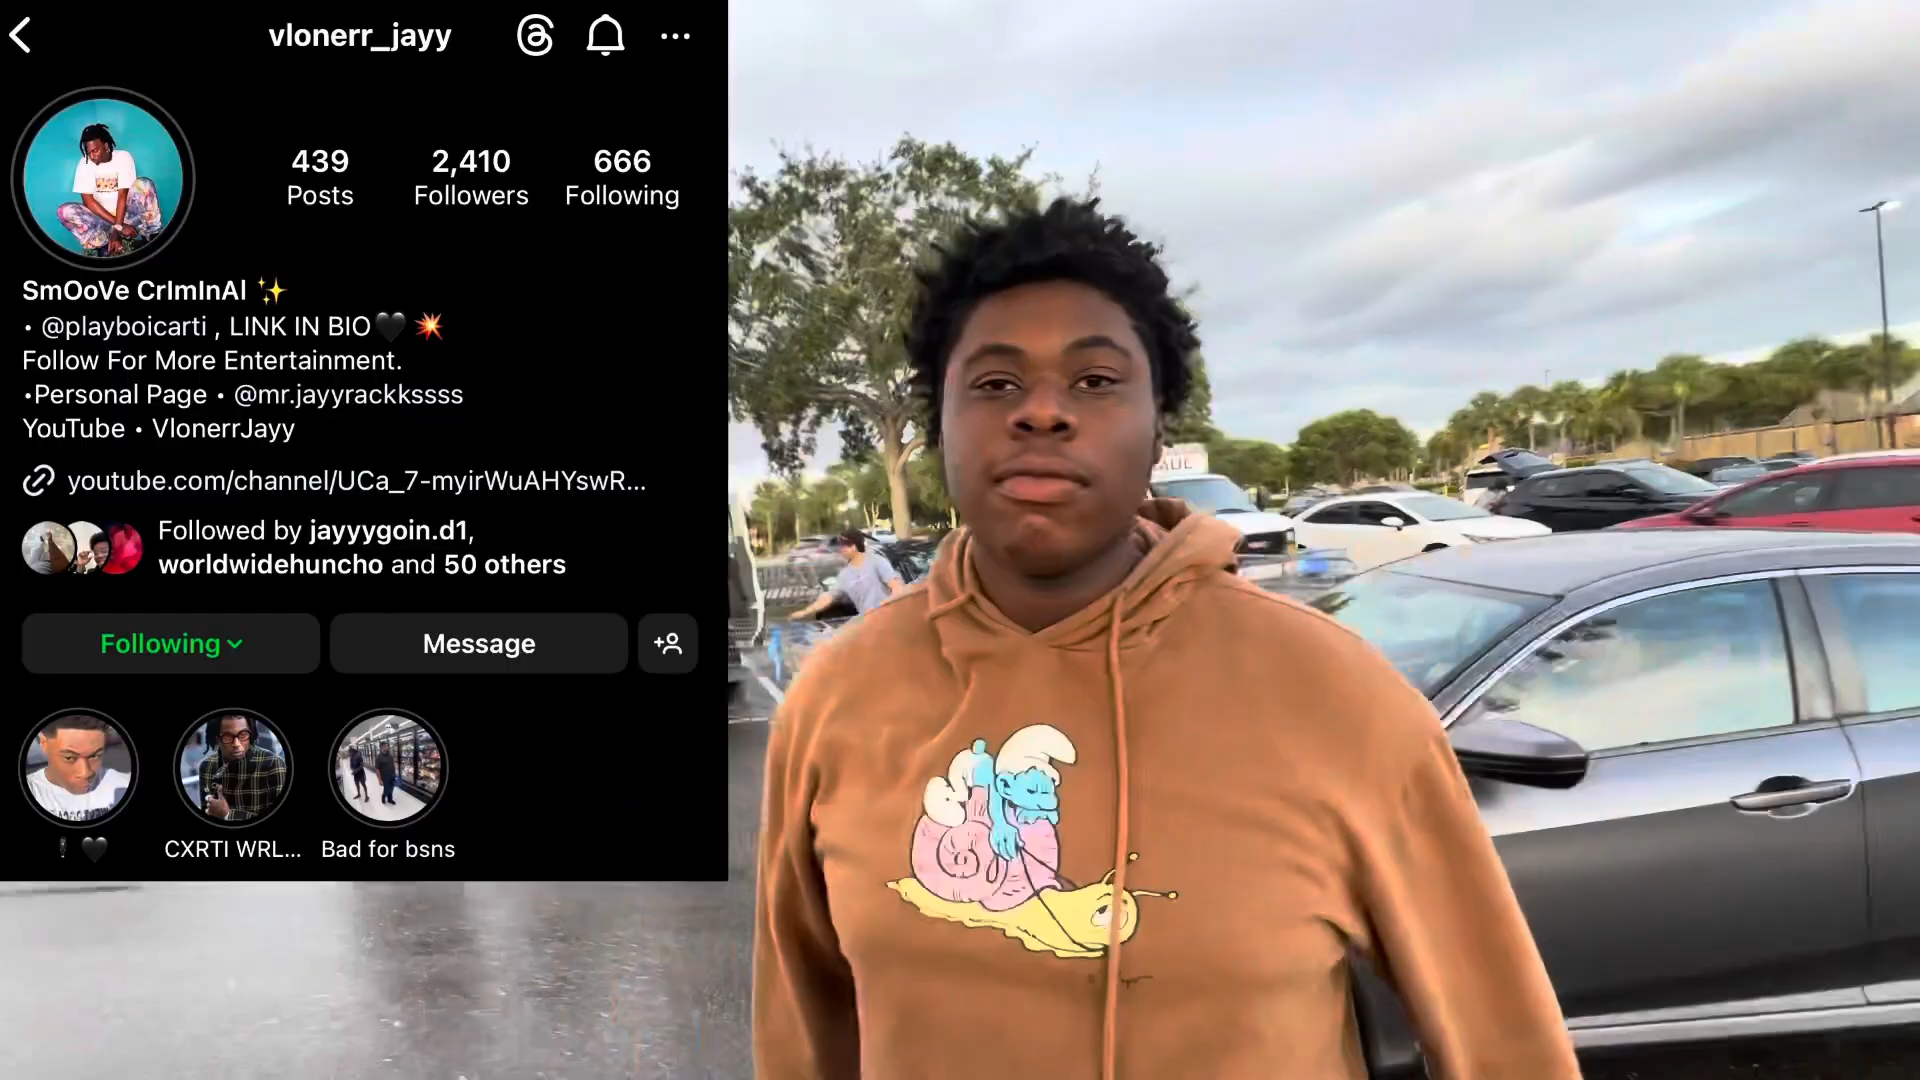 vlonerr_jayy
439
2,410
666
Posts
Followers
Following
SmOoVe CrImInAl ✨
• @playboicarti , LINK IN BIO🖤 💥
Follow For More Entertainment.
•Personal Page • @mr.jayyrackkssss
YouTube • VlonerrJayy
youtube.com/channel/UCa_7-myirWuAHYswR...
Followed by jayyygoin.d1,
worldwidehuncho and 50 others
Following
Message
🖤
CXRTI WRL...
Bad for bsns